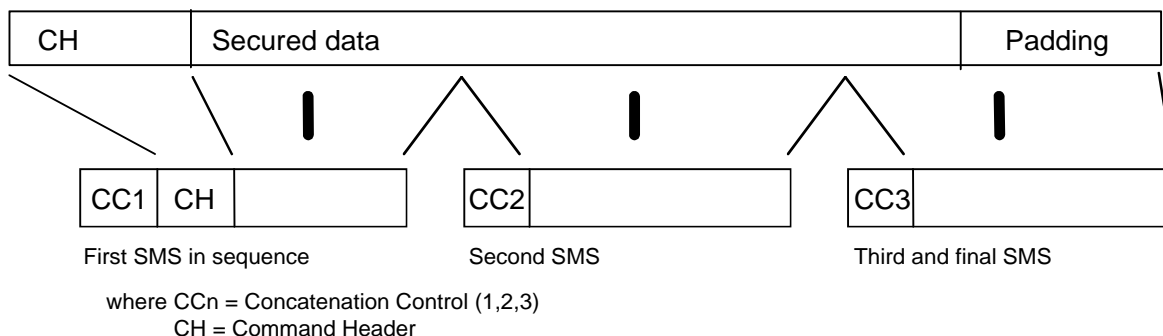 CH Secured data Padding
CC1 CH CC2 CC3
First SMS in sequence Second SMS Third and final SMS
where CCn = Concatenation Control (1,2,3)
CH = Command Header